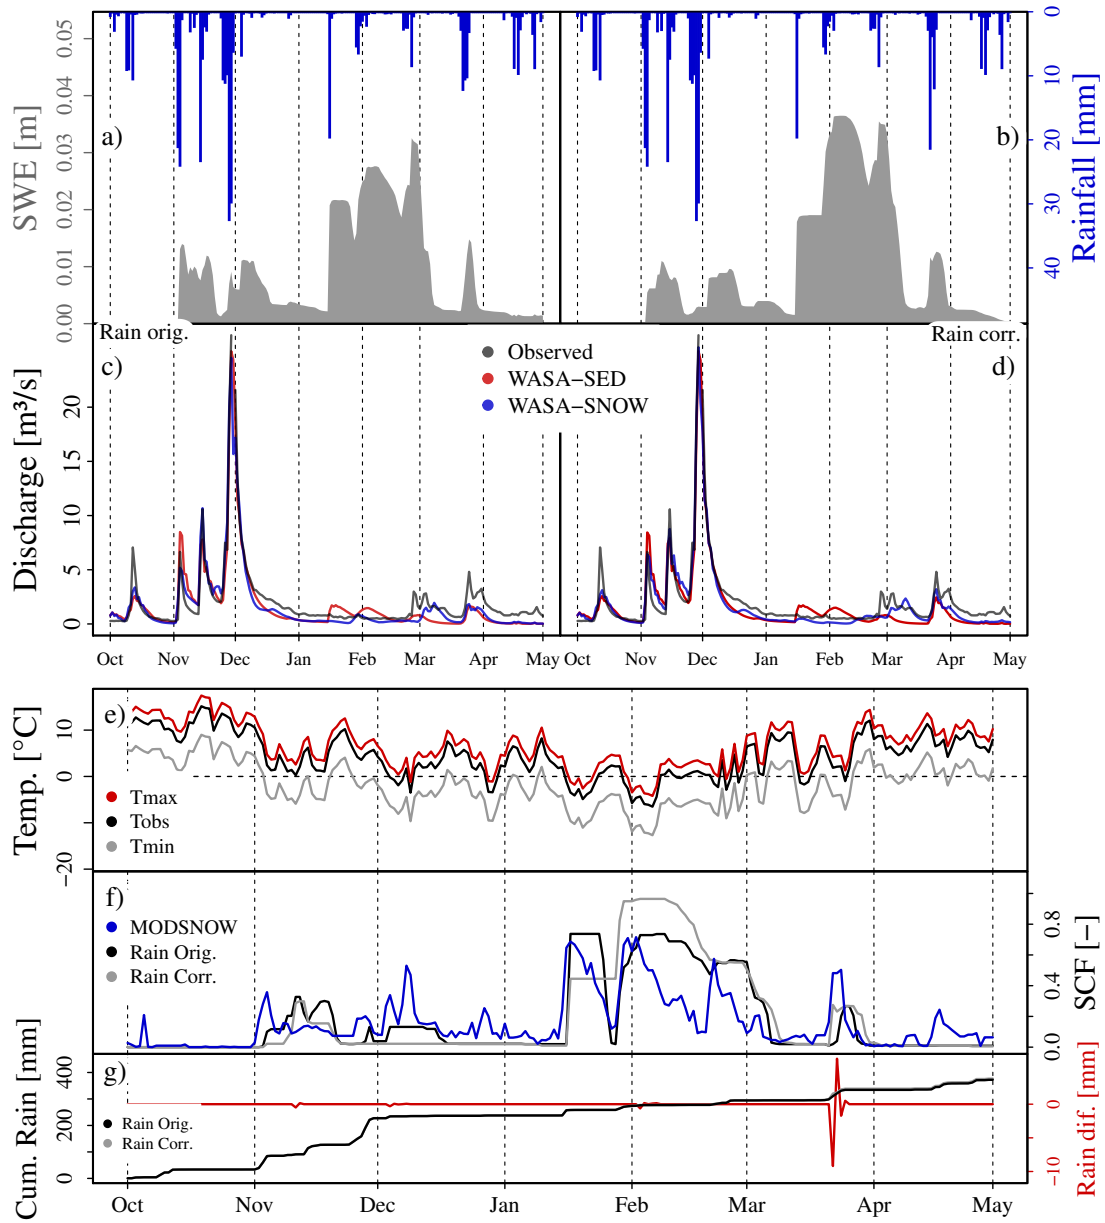 SWE [m]
0.00 0.01 0.02 0.03 0.04 0.05
a)
b)
0 10 20 30 40
Rainfall [mm]
Rain orig.
Rain corr.
Discharge [m³/s]
0 5 10 15 20
c)
d)
Observed
WASA−SED
WASA−SNOW
Oct Nov Dec Jan Feb Mar Apr May Oct Nov Dec Jan Feb Mar Apr May
Temp. [°C]
−20 0 10
e)
Tmax
Tobs
Tmin
f)
MODSNOW
Rain Orig.
Rain Corr.
0.0 0.4 0.8
SCF [−]
Cum. Rain [mm]
0 200 400
g)
Rain Orig.
Rain Corr.
−10 0
Rain dif. [mm]
Oct Nov Dec Jan Feb Mar Apr May